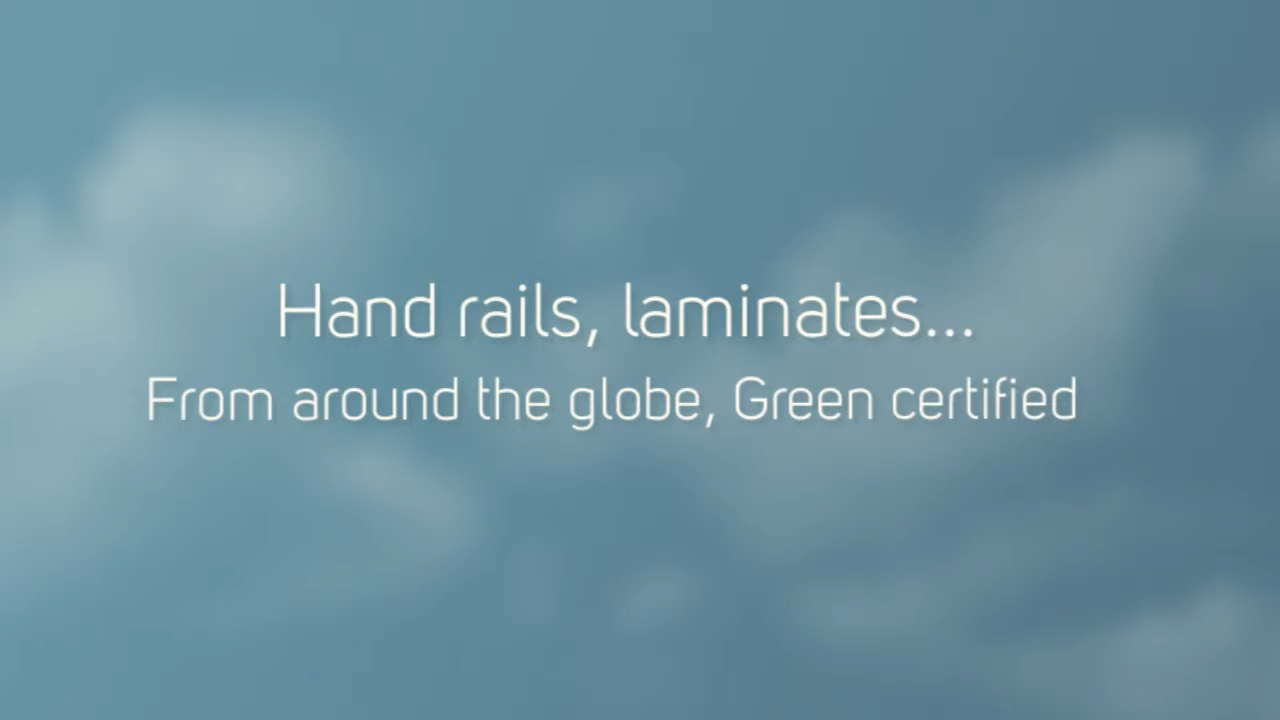 Hand rails, laminates...
From around the globe, Green certified